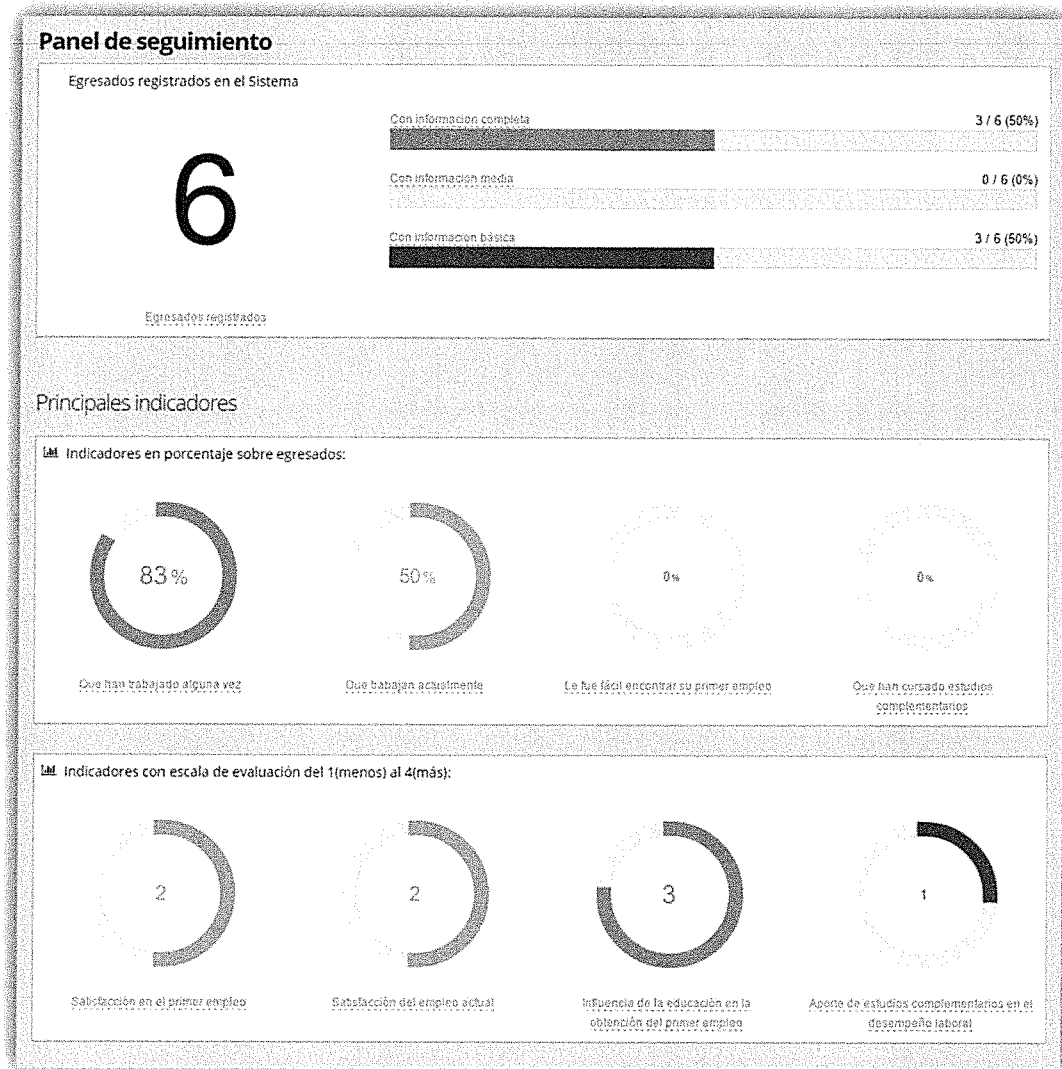 Panel de seguimiento
Egresados registrados en el Sistema
6
Egresados registrados
Con informacion completa 3 / 6 (50%)
Con informacion media 0 / 6 (0%)
Con informacion básica 3 / 6 (50%)
Principales indicadores
Indicadores en porcentaje sobre egresados:
83 %
Que han trabajado alguna vez
50 %
Que trabajan actualmente
0 %
Le fue fácil encontrar su primer empleo
0 %
Que han cursado estudios
complementarios
Indicadores con escala de evaluación del 1(menos) al 4(más):
2
Satisfacción en el primer empleo
2
Satisfacción del empleo actual
3
Influencia de la educación en la
obtención del primer empleo
1
Aporte de estudios complementarios en el
desempeño laboral